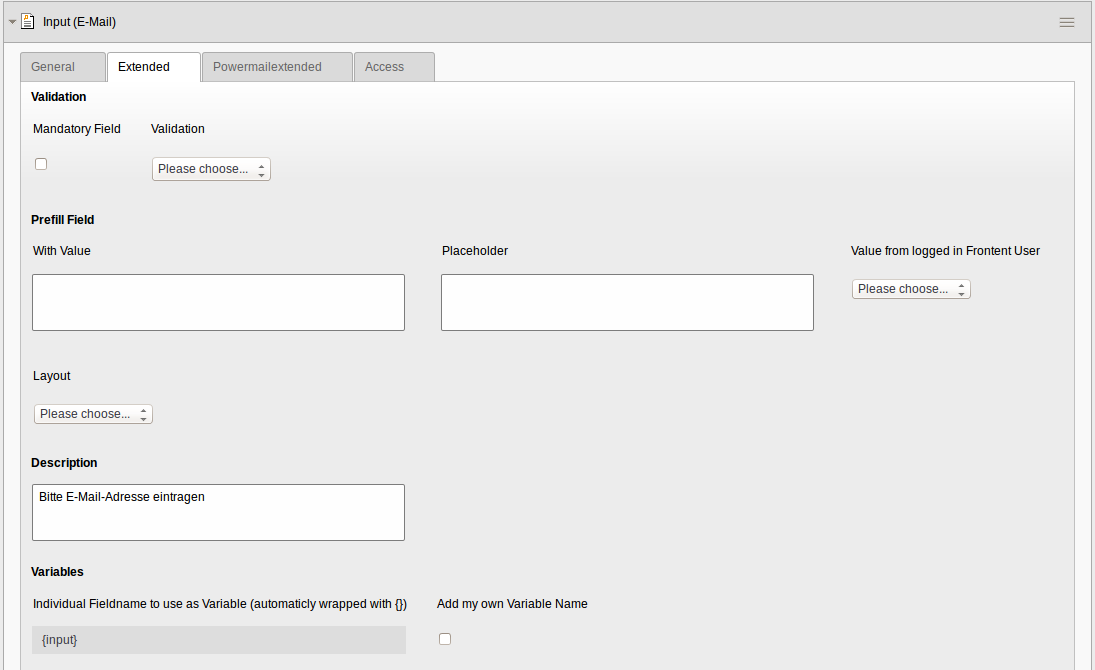 Input (E-Mail)
General Extended Powermailextended Access
Validation
Mandatory Field Validation
Please choose...
Prefill Field
With Value Placeholder Value from logged in Frontent User
Please choose...
Layout
Please choose...
Description
Bitte E-Mail-Adresse eintragen
Variables
Individual Fieldname to use as Variable (automaticly wrapped with {}) Add my own Variable Name
{input}